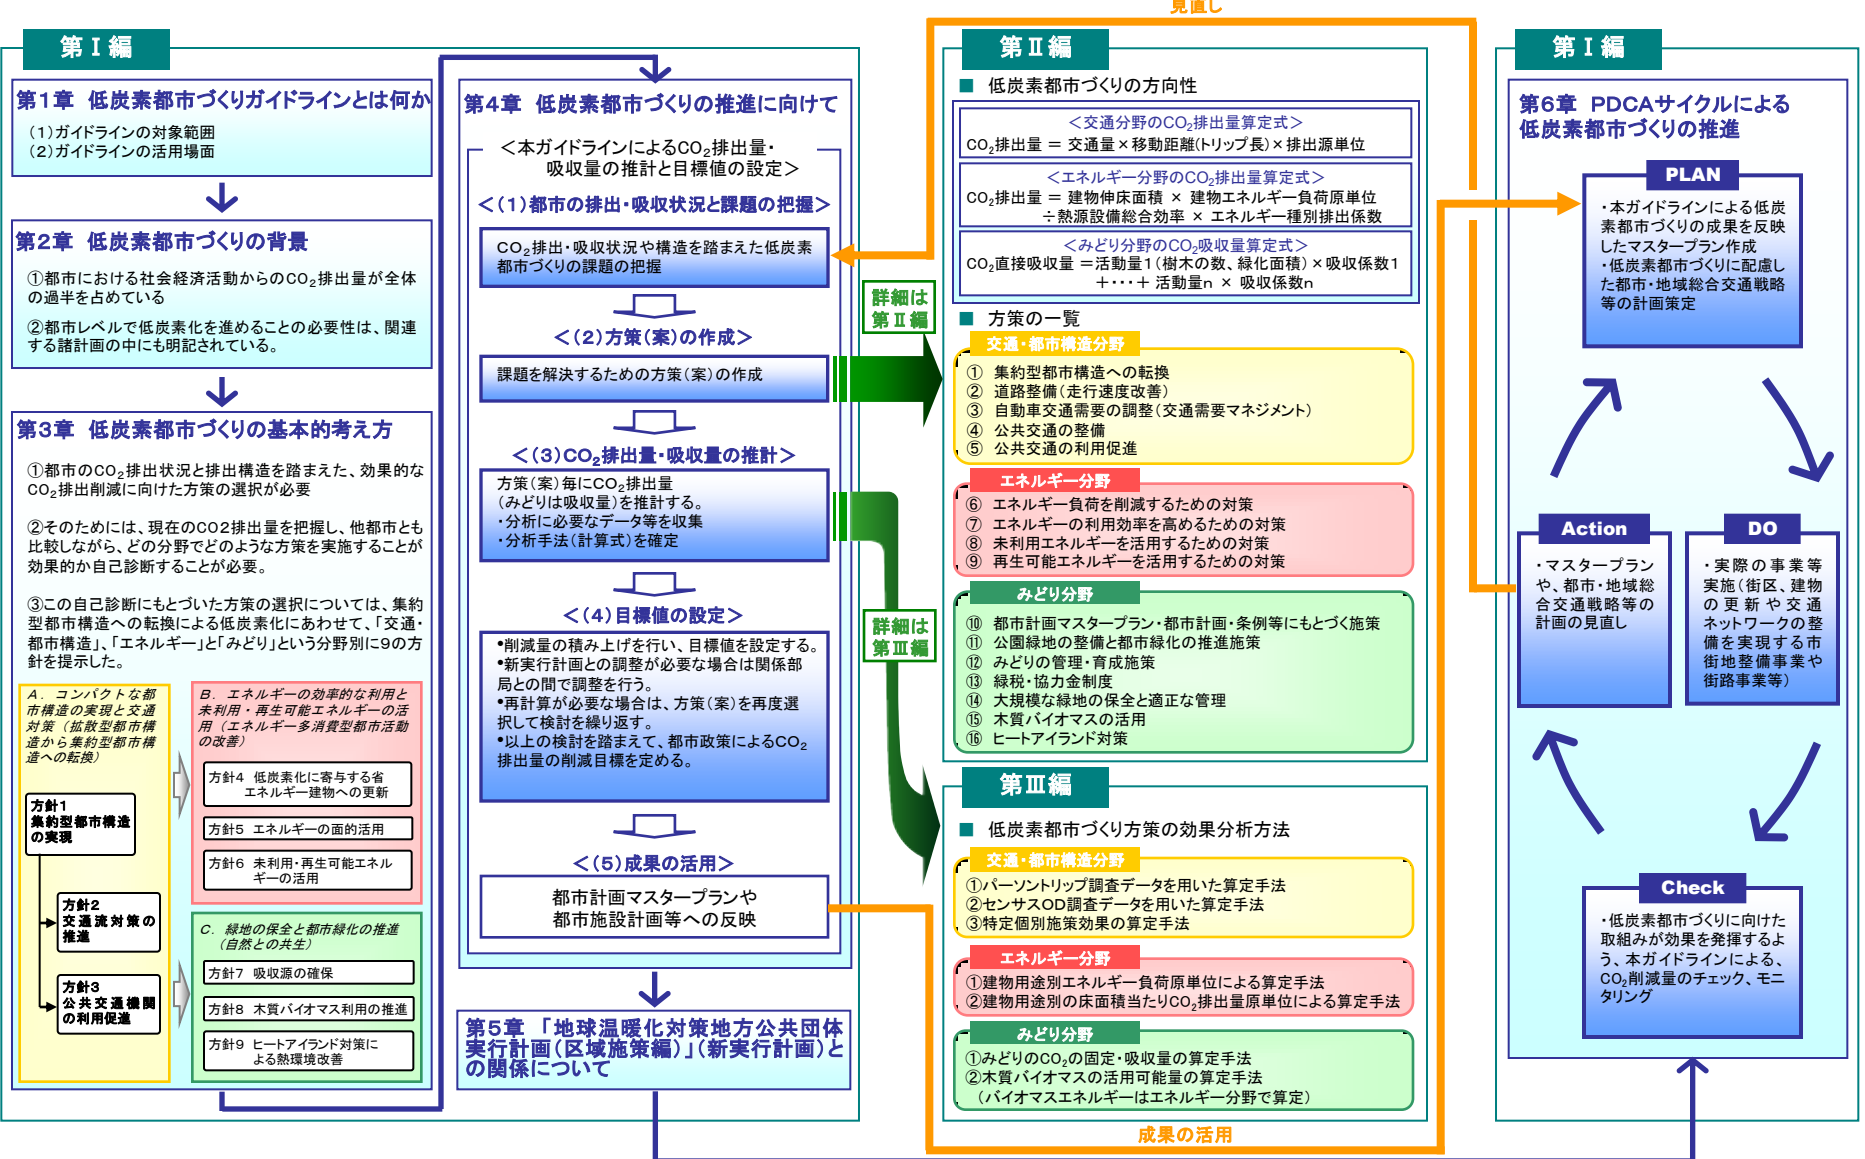 見直し
第Ⅰ編
第1章 低炭素都市づくりガイドラインとは何か
(1)ガイドラインの対象範囲
(2)ガイドラインの活用場面
第2章 低炭素都市づくりの背景
①都市における社会経済活動からのCO2排出量が全体
の過半を占めている
②都市レベルで低炭素化を進めることの必要性は、関連
する諸計画の中にも明記されている。
第3章 低炭素都市づくりの基本的考え方
①都市のCO2排出状況と排出構造を踏まえた、効果的な
CO2排出削減に向けた方策の選択が必要
②そのためには、現在のCO2排出量を把握し、他都市とも
比較しながら、どの分野でどのような方策を実施することが
効果的か自己診断することが必要。
③この自己診断にもとづいた方策の選択については、集約
型都市構造への転換による低炭素化にあわせて、「交通・
都市構造」、「エネルギー」と「みどり」という分野別に9の方
針を提示した。
A. コンパクトな都
市構造の実現と交通
対策(拡散型都市構
造から集約型都市構
造への転換)
方針1
集約型都市構造
の実現
方針2
交通流対策の
推進
方針3
公共交通機関
の利用促進
B. エネルギーの効率的な利用と
未利用・再生可能エネルギーの活
用(エネルギー多消費型都市活動
の改善)
方針4 低炭素化に寄与する省
エネルギー建物への更新
方針5 エネルギーの面的活用
方針6 未利用・再生可能エネル
ギーの活用
C. 緑地の保全と都市緑化の推進
(自然との共生)
方針7 吸収源の確保
方針8 木質バイオマス利用の推進
方針9 ヒートアイランド対策に
よる熱環境改善
第4章 低炭素都市づくりの推進に向けて
<本ガイドラインによるCO2排出量・
吸収量の推計と目標値の設定>
<(1)都市の排出・吸収状況と課題の把握>
CO2排出・吸収状況や構造を踏まえた低炭素
都市づくりの課題の把握
<(2)方策(案)の作成>
課題を解決するための方策(案)の作成
<(3)CO2排出量・吸収量の推計>
方策(案)毎にCO2排出量
(みどりは吸収量)を推計する。
・分析に必要なデータ等を収集
・分析手法(計算式)を確定
<(4)目標値の設定>
•削減量の積み上げを行い、目標値を設定する。
•新実行計画との調整が必要な場合は関係部
局との間で調整を行う。
•再計算が必要な場合は、方策(案)を再度選
択して検討を繰り返す。
•以上の検討を踏まえて、都市政策によるCO2
排出量の削減目標を定める。
<(5)成果の活用>
都市計画マスタープランや
都市施設計画等への反映
第5章 「地球温暖化対策地方公共団体
実行計画(区域施策編)」(新実行計画)と
の関係について
詳細は
第Ⅱ編
詳細は
第Ⅲ編
第Ⅱ編
■ 低炭素都市づくりの方向性
<交通分野のCO2排出量算定式>
CO2排出量 = 交通量×移動距離(トリップ長)×排出源単位
<エネルギー分野のCO2排出量算定式>
CO2排出量 = 建物伸床面積 × 建物エネルギー負荷原単位
÷熱源設備総合効率 × エネルギー種別排出係数
<みどり分野のCO2吸収量算定式>
CO2直接吸収量 =活動量1(樹木の数、緑化面積)×吸収係数1
+・・・+ 活動量n × 吸収係数n
■ 方策の一覧
交通・都市構造分野
① 集約型都市構造への転換
② 道路整備(走行速度改善)
③ 自動車交通需要の調整(交通需要マネジメント)
④ 公共交通の整備
⑤ 公共交通の利用促進
エネルギー分野
⑥ エネルギー負荷を削減するための対策
⑦ エネルギーの利用効率を高めるための対策
⑧ 未利用エネルギーを活用するための対策
⑨ 再生可能エネルギーを活用するための対策
みどり分野
⑩ 都市計画マスタープラン・都市計画・条例等にもとづく施策
⑪ 公園緑地の整備と都市緑化の推進施策
⑫ みどりの管理・育成施策
⑬ 緑税・協力金制度
⑭ 大規模な緑地の保全と適正な管理
⑮ 木質バイオマスの活用
⑯ ヒートアイランド対策
第Ⅲ編
■ 低炭素都市づくり方策の効果分析方法
交通・都市構造分野
①パーソントリップ調査データを用いた算定手法
②センサスOD調査データを用いた算定手法
③特定個別施策効果の算定手法
エネルギー分野
①建物用途別エネルギー負荷原単位による算定手法
②建物用途別の床面積当たりCO2排出量原単位による算定手法
みどり分野
①みどりのCO2の固定・吸収量の算定手法
②木質バイオマスの活用可能量の算定手法
(バイオマスエネルギーはエネルギー分野で算定)
成果の活用
第Ⅰ編
第6章 PDCAサイクルによる
低炭素都市づくりの推進
PLAN
・本ガイドラインによる低炭
素都市づくりの成果を反映
したマスタープラン作成
・低炭素都市づくりに配慮し
た都市・地域総合交通戦略
等の計画策定
Action
・マスタープラン
や、都市・地域総
合交通戦略等の
計画の見直し
DO
・実際の事業等
実施(街区、建物
の更新や交通
ネットワークの整
備を実現する市
街地整備事業や
街路事業等)
Check
・低炭素都市づくりに向けた
取組みが効果を発揮するよ
う、本ガイドラインによる、
CO2削減量のチェック、モニ
タリング